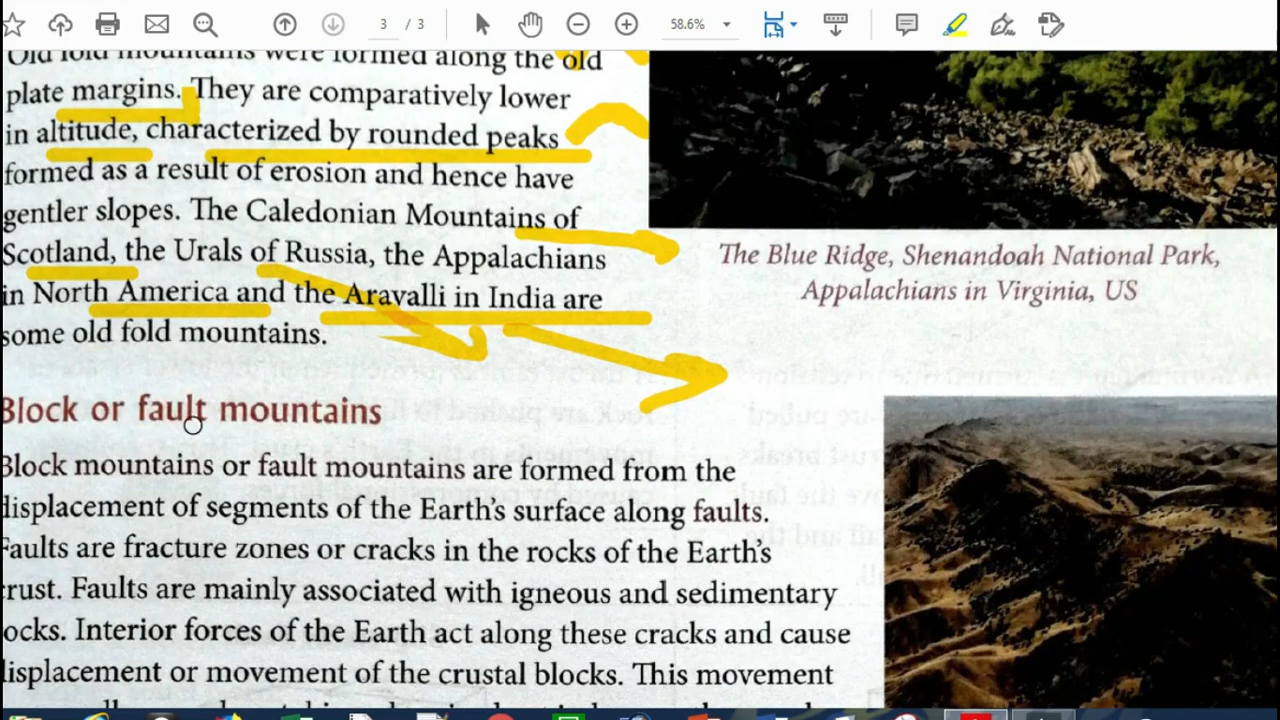 3 / 3
58.6%
Old fold mountains were formed along the old
plate margins. They are comparatively lower
in altitude, characterized by rounded peaks
formed as a result of erosion and hence have
gentler slopes. The Caledonian Mountains of
Scotland, the Urals of Russia, the Appalachians
in North America and the Aravalli in India are
some old fold mountains.
The Blue Ridge, Shenandoah National Park,
Appalachians in Virginia, US
Block or fault mountains
Block mountains or fault mountains are formed from the
displacement of segments of the Earth's surface along faults.
Faults are fracture zones or cracks in the rocks of the Earth's
crust. Faults are mainly associated with igneous and sedimentary
rocks. Interior forces of the Earth act along these cracks and cause
displacement or movement of the crustal blocks. This movement